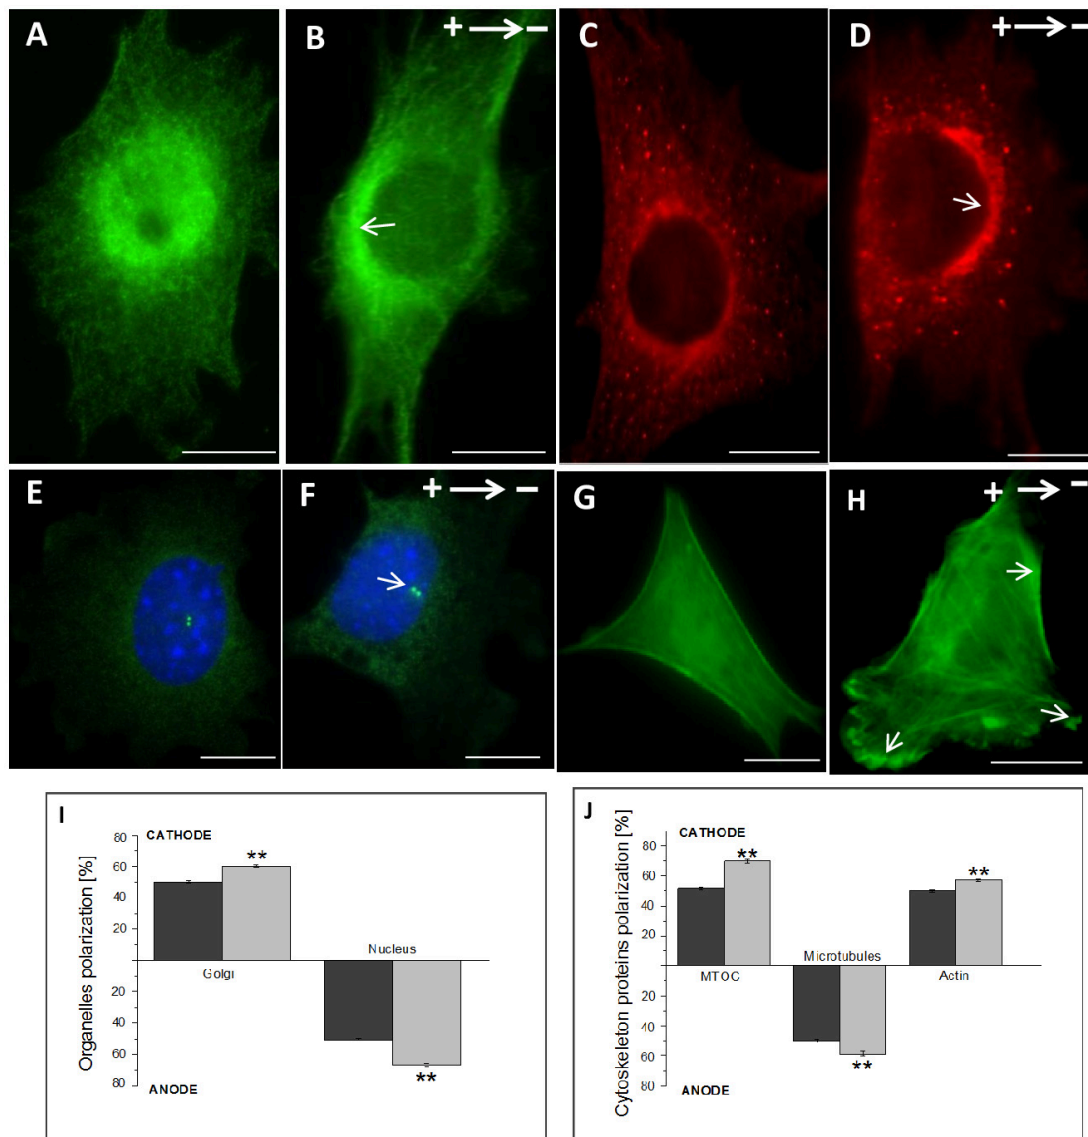 A
B
+ → −
C
D
+ → −
E
F
+ → −
G
H
+ → −
I
CATHODE
Organelles polarization [%]
80
60
40
20
20
40
60
80
**
Golgi
Nucleus
**
ANODE
J
CATHODE
Cytoskeleton proteins polarization [%]
80
60
40
20
20
40
60
80
**
MTOC
Microtubules
**
**
Actin
ANODE